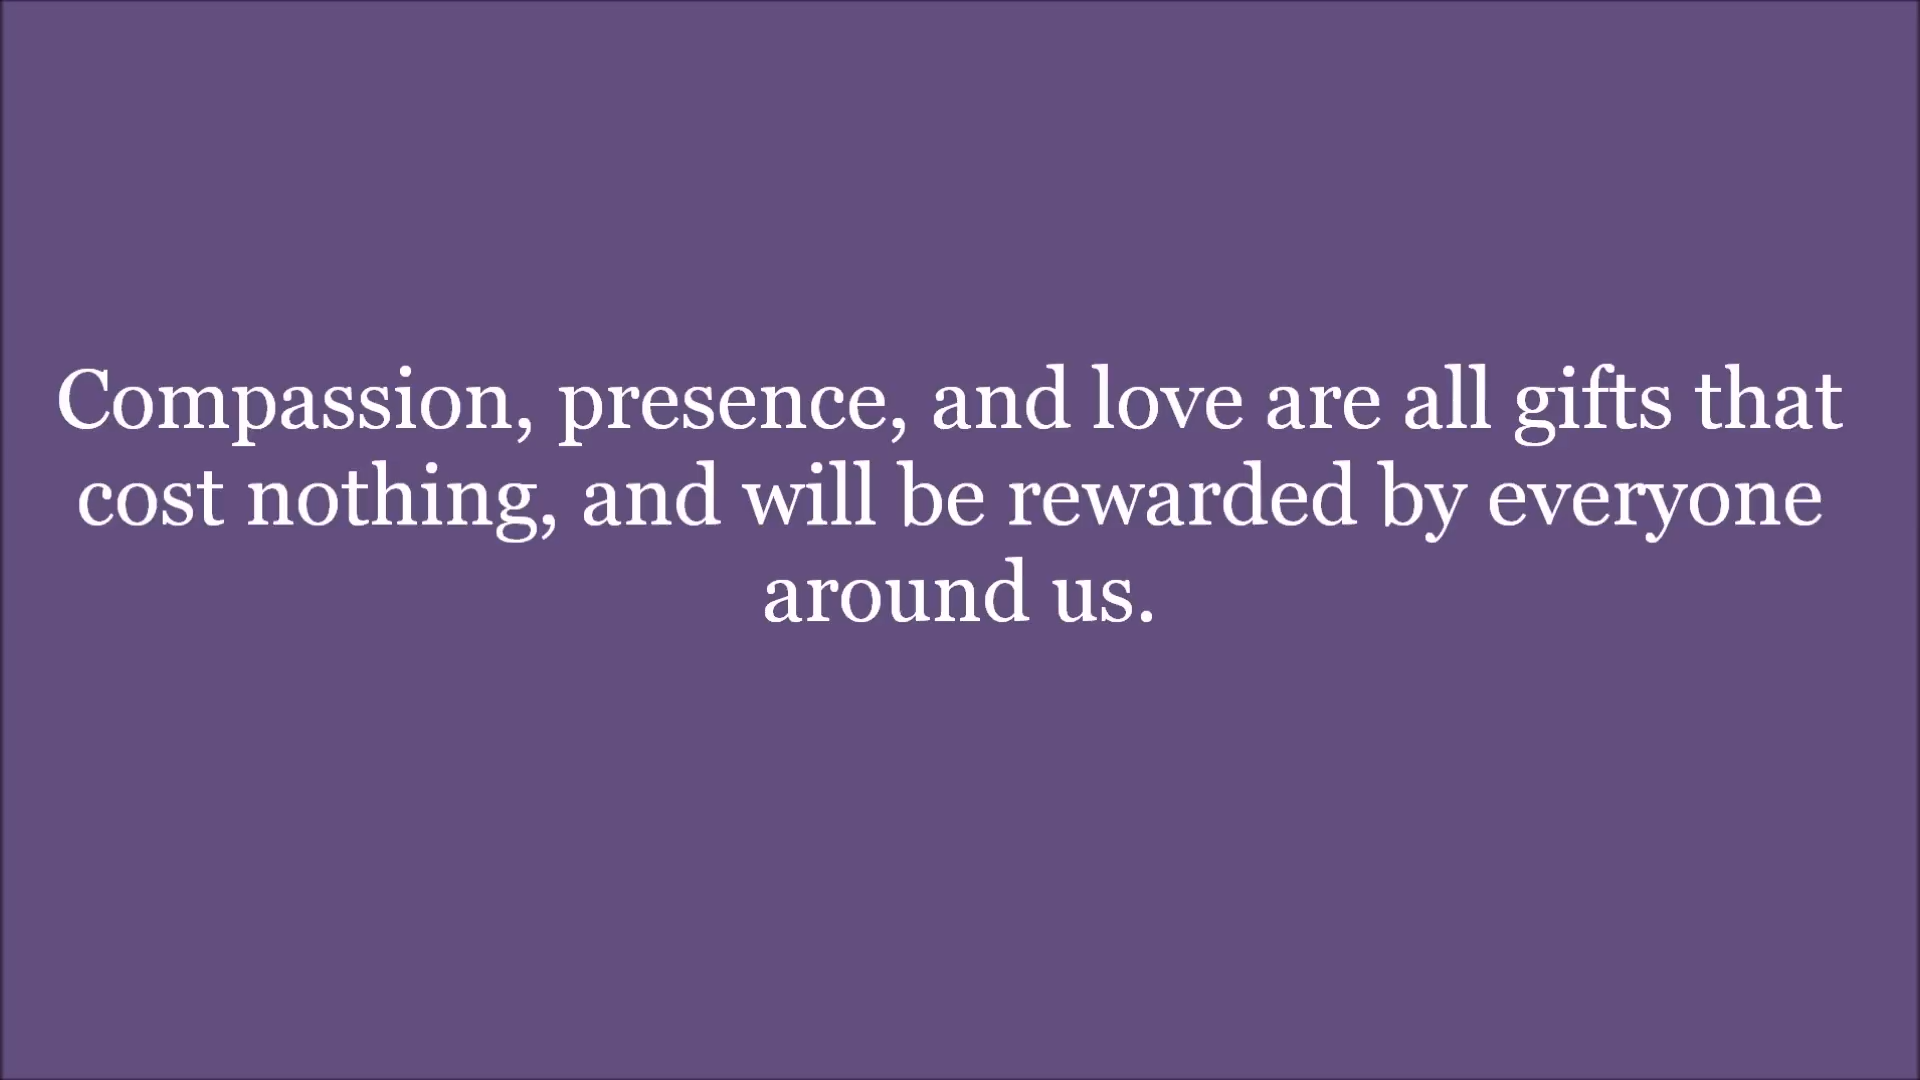 Compassion, presence, and love are all gifts that
cost nothing, and will be rewarded by everyone
around us.